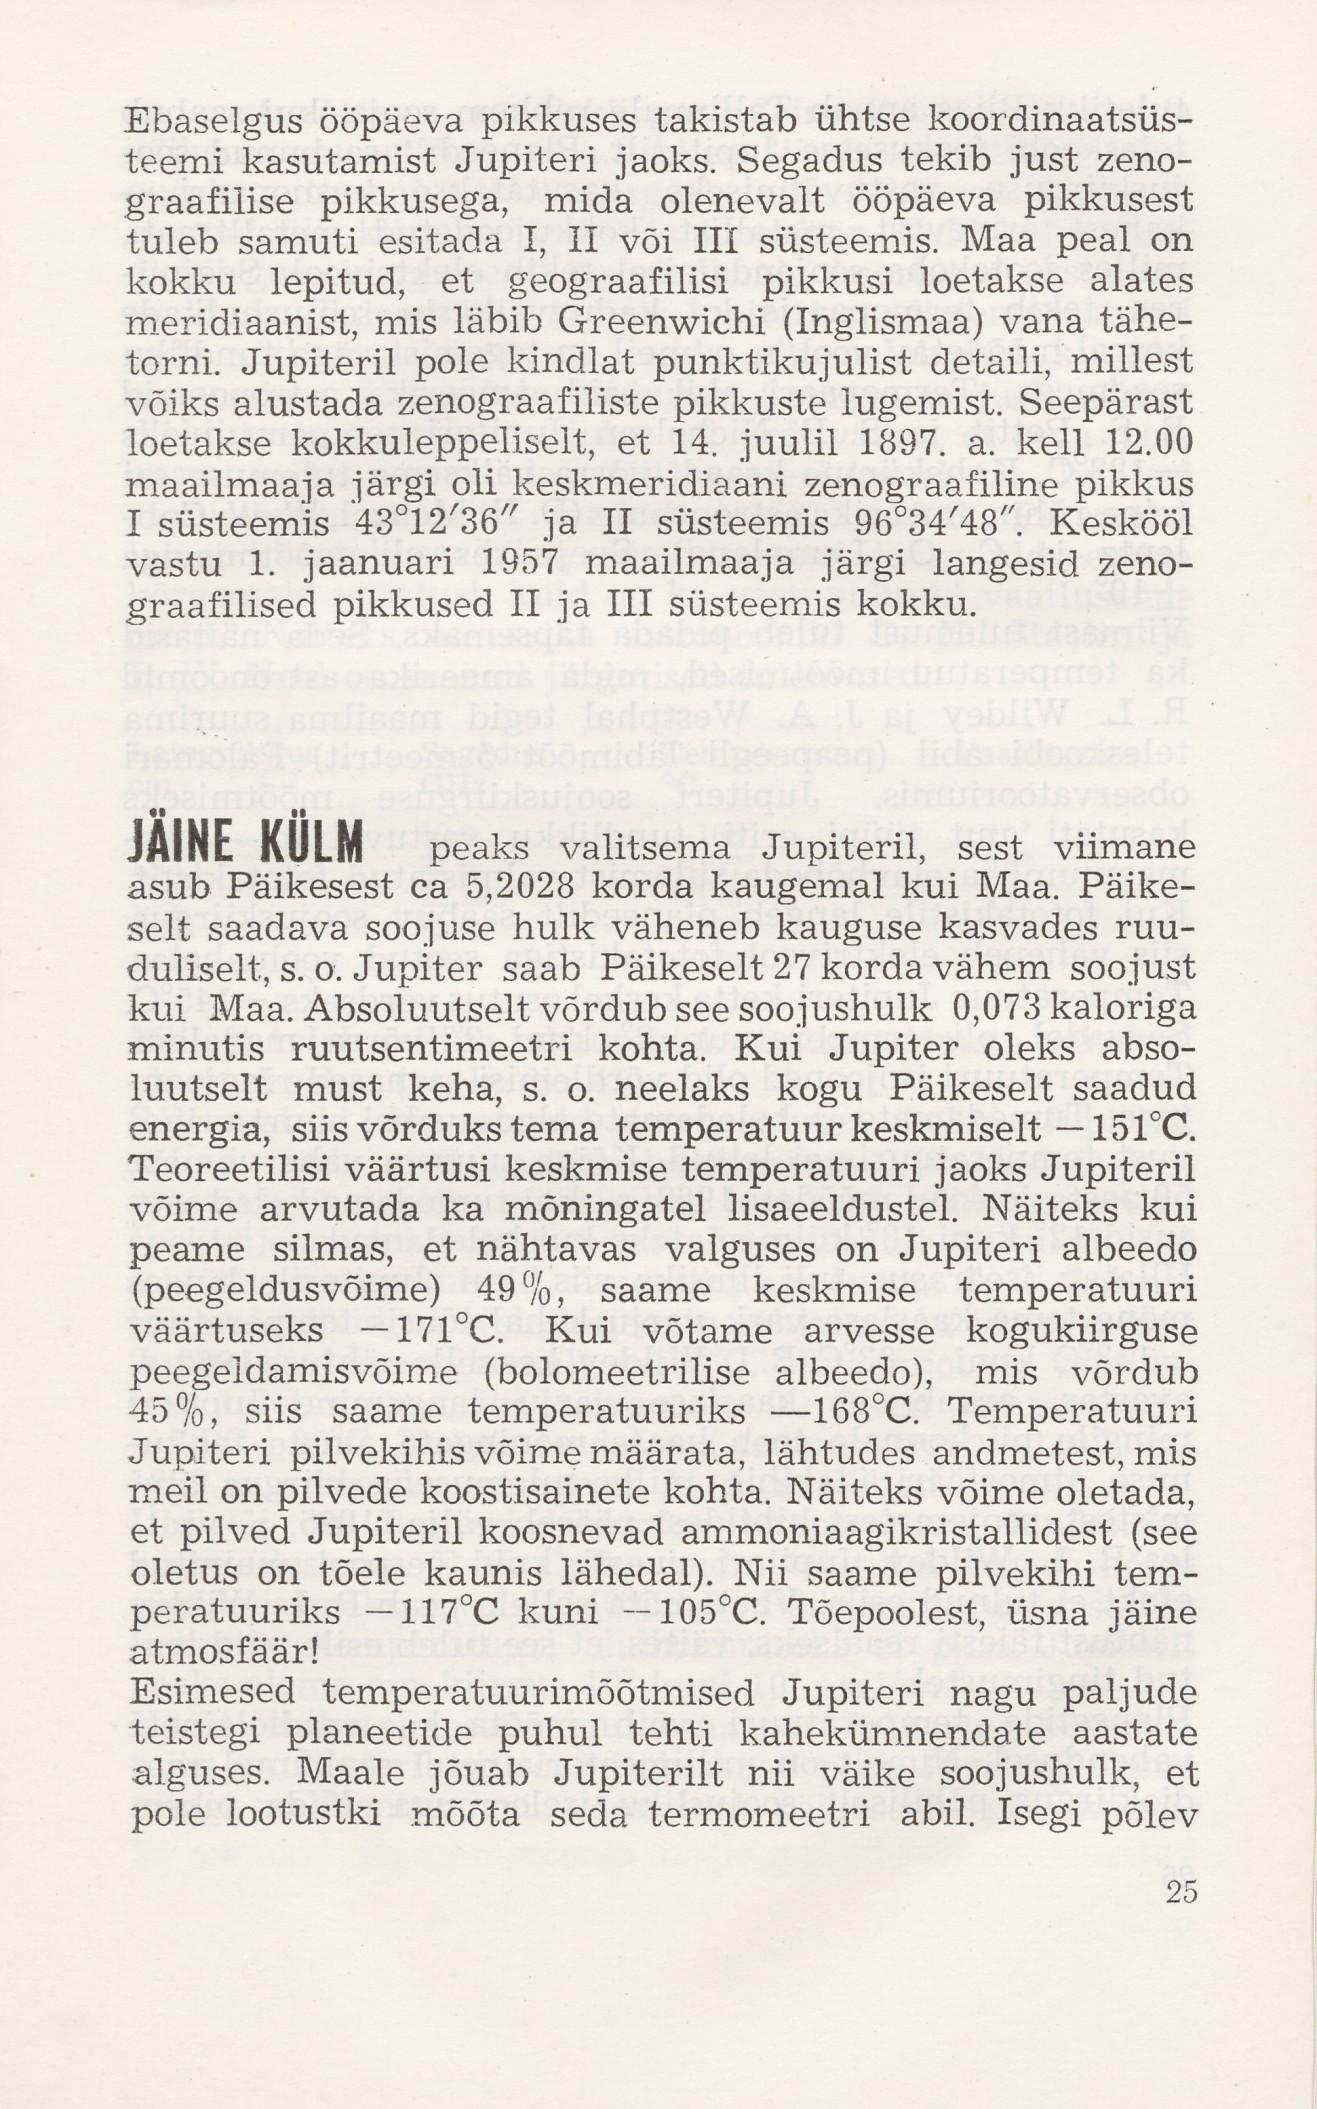 Ebaselgus ööpäeva pikkuses takistab ühtse koordinaatsüs-
teemi kasutamist Jupiteri jaoks. Segadus tekib just zeno-
graafilise pikkusega, mida olenevalt ööpäeva pikkusest
tuleb samuti esitada I, II või III süsteemis. Maa peal on
kokku lepitud, et geograafilisi pikkusi loetakse alates
meridiaanist, mis läbib Greenwichi (Inglismaa) vana tähe-
torni. Jupiteril pole kindlat punktikujulist detaili, millest
võiks alustada zenograafiliste pikkuste lugemist. Seepärast
loetakse kokkuleppeliselt, et 14. juulil 1897. a. kell 12.00
maailmaaja järgi oli keskmeridiaani zenograafiline pikkus
I süsteemis 43°12′36″ ja II süsteemis 96°34′48″. Keskööl
vastu 1. jaanuari 1957 maailmaaja järgi langesid zeno-
graafilised pikkused II ja III süsteemis kokku.
JÄINE KÜLM peaks valitsema Jupiteril, sest viimane
asub Päikesest ca 5,2028 korda kaugemal kui Maa. Päike-
selt saadava soojuse hulk väheneb kauguse kasvades ruu-
duliselt, s. o. Jupiter saab Päikeselt 27 korda vähem soojust
kui Maa. Absoluutselt võrdub see soojushulk 0,073 kaloriga
minutis ruutsentimeetri kohta. Kui Jupiter oleks abso-
luutselt must keha, s. o. neelaks kogu Päikeselt saadud
energia, siis võrduks tema temperatuur keskmiselt — 151°C.
Teoreetilisi väärtusi keskmise temperatuuri jaoks Jupiteril
võime arvutada ka mõningatel lisaeeldustel. Näiteks kui
peame silmas, et nähtavas valguses on Jupiteri albeedo
(peegeldusvõime) 49%, saame keskmise temperatuuri
väärtuseks —171°C. Kui võtame arvesse kogukiirguse
peegeldamisvõime (bolomeetrilise albeedo), mis võrdub
45%, siis saame temperatuuriks —168°C. Temperatuuri
Jupiteri pilvekihis võime määrata, lähtudes andmetest, mis
meil on pilvede koostisainete kohta. Näiteks võime oletada,
et pilved Jupiteril koosnevad ammoniaagikristallidest (see
oletus on tõele kaunis lähedal). Nii saame pilvekihi tem-
peratuuriks —117°C kuni —105°C. Tõepoolest, üsna jäine
atmosfäär!
Esimesed temperatuurimõõtmised Jupiteri nagu paljude
teistegi planeetide puhul tehti kahekümnendate aastate
alguses. Maale jõuab Jupiterilt nii väike soojushulk, et
pole lootustki mõõta seda termomeetri abil. Isegi põlev
25